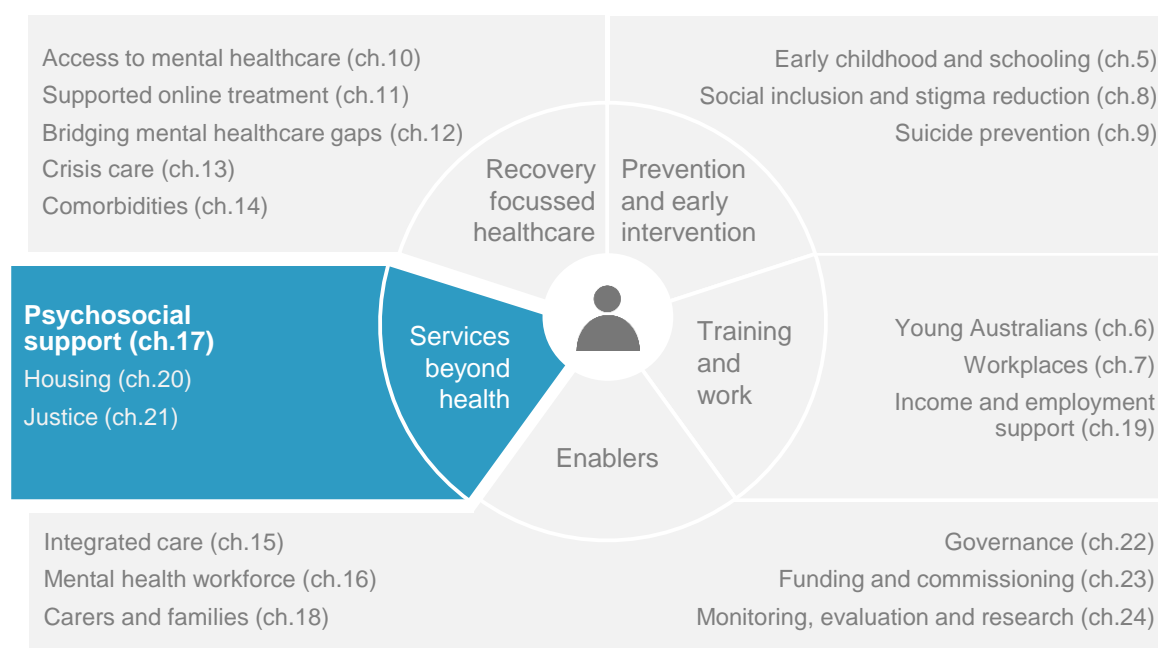 Access to mental healthcare (ch.10)
Supported online treatment (ch.11)
Bridging mental healthcare gaps (ch.12)
Crisis care (ch.13)
Comorbidities (ch.14)
Early childhood and schooling (ch.5)
Social inclusion and stigma reduction (ch.8)
Suicide prevention (ch.9)
Recovery
focussed
healthcare
Prevention
and early
intervention
Psychosocial
support (ch.17)
Housing (ch.20)
Justice (ch.21)
Services
beyond
health
Training
and
work
Young Australians (ch.6)
Workplaces (ch.7)
Income and employment
support (ch.19)
Enablers
Integrated care (ch.15)
Mental health workforce (ch.16)
Carers and families (ch.18)
Governance (ch.22)
Funding and commissioning (ch.23)
Monitoring, evaluation and research (ch.24)